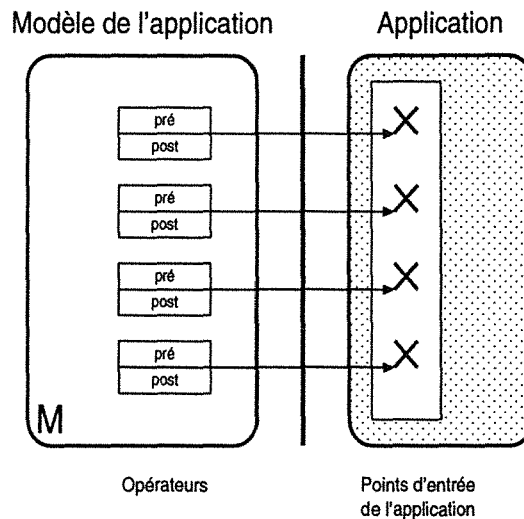 Modèle de l'application
Application
pré
post
pré
post
pré
post
pré
post
M
Opérateurs
Points d'entrée
de l'application